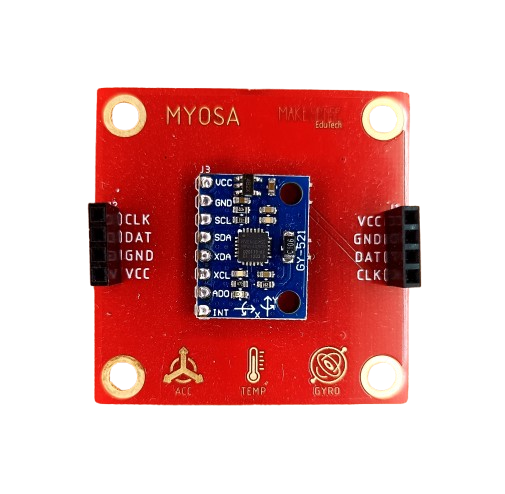 MYOSA
EduTech
J3
VCC
GND
SCL
SDA
XDA
XCL
ADO
INT
GY-521
X
Y
CLK
DAT
GND
VCC
VCC
GND
DAT
CLK
ACC
TEMP
GYRO